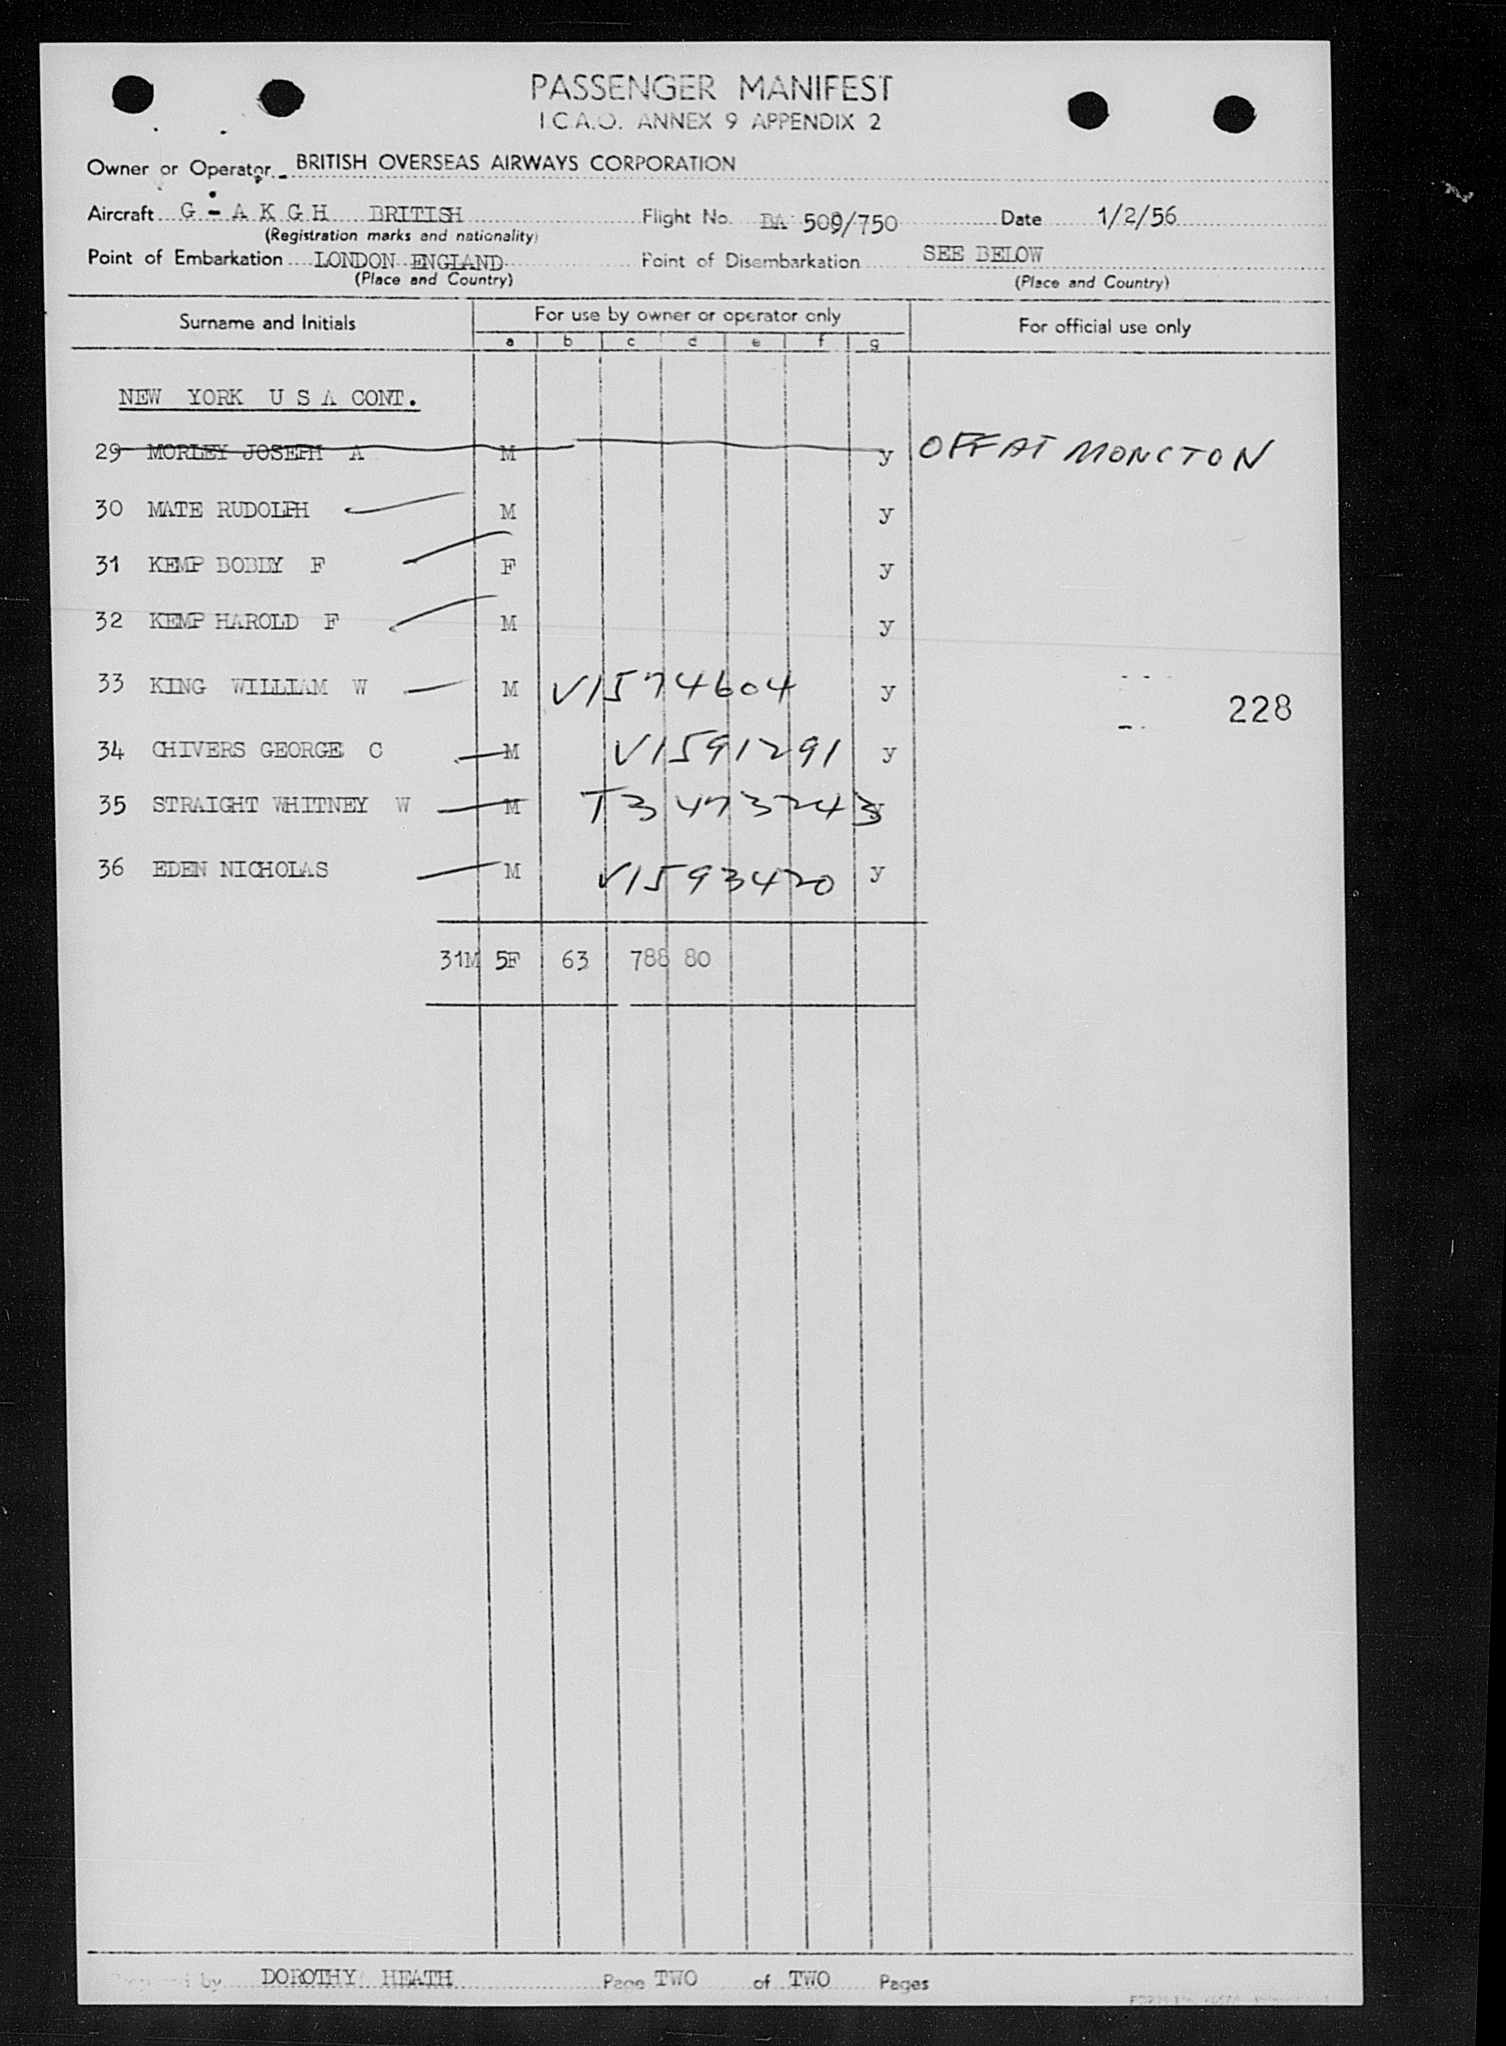 PASSENGER MANIFEST
I.C.A.O. ANNEX 9 APPENDIX 2
Owner or Operator BRITISH OVERSEAS AIRWAYS CORPORATION
Aircraft G - A K G H BRITISH Flight No. BA 509/750 Date 1/2/56
(Registration marks and nationality)
Point of Embarkation LONDON ENGLAND Point of Disembarkation SEE BELOW
(Place and Country) (Place and Country)
Surname and Initials For use by owner or operator only For official use only
a b c d e f g
NEW YORK U S A CONT.
29 MORLEY JOSEPH A M y OFF AT MONCTON
30 MATE RUDOLPH M y
31 KEMP BOBBY F F y
32 KEMP HAROLD F M y
33 KING WILLIAM W M V1574604 y
228
34 CHIVERS GEORGE C M V1591291 y
35 STRAIGHT WHITNEY W M T3473243 y
36 EDEN NICHOLAS M V1593420 y
31M 5F 63 788 80
by DOROTHY HEATH Page TWO of TWO Pages